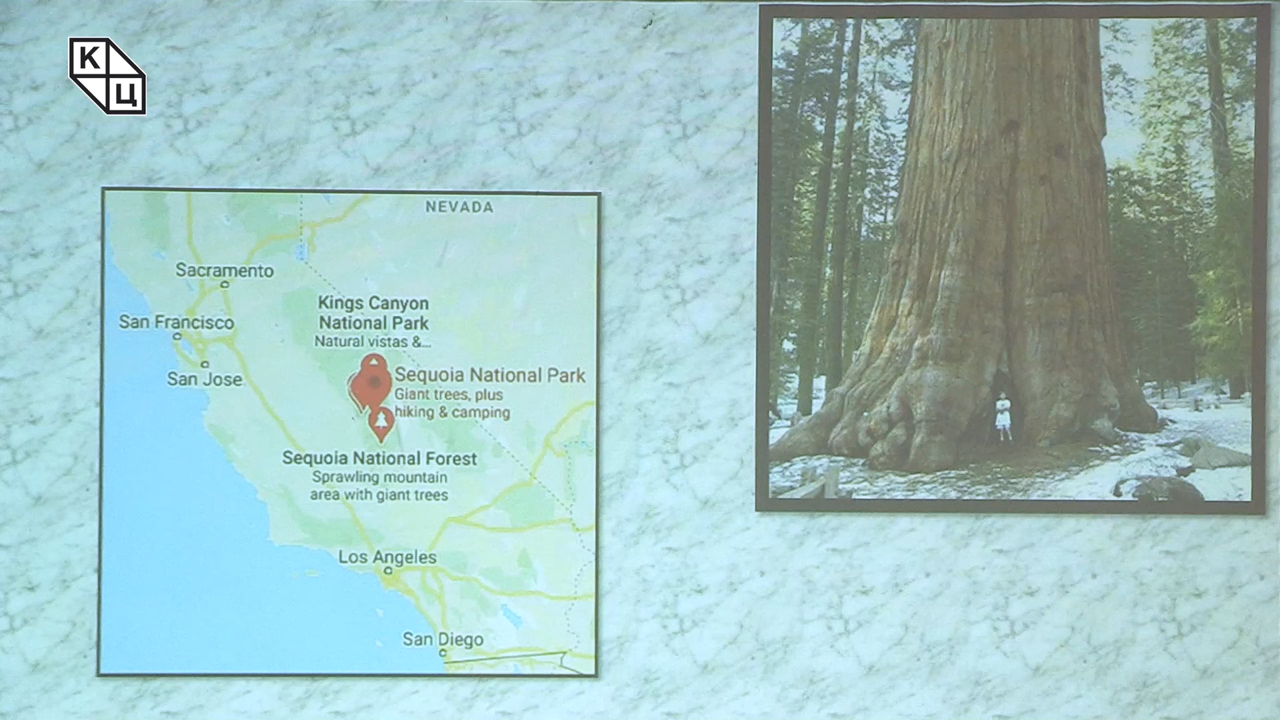 К
Ц
NEVADA
Sacramento
San Francisco
San Jose
Kings Canyon
National Park
Natural vistas &...
Sequoia National Park
Giant trees, plus
hiking & camping
Sequoia National Forest
Sprawling mountain
area with giant trees
Los Angeles
San Diego